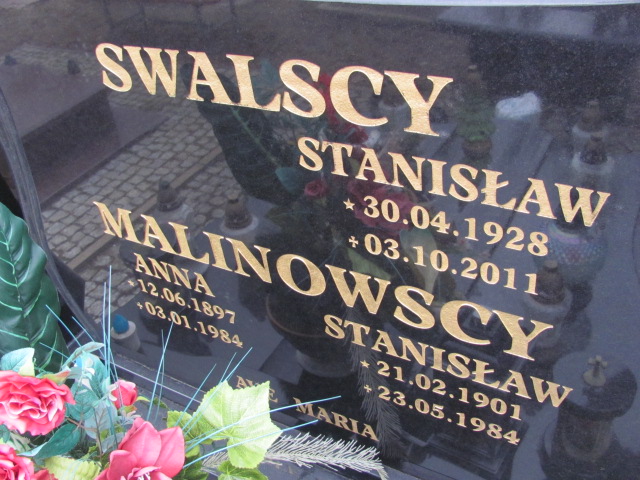 SWALSCY
STANISŁAW
★ 30.04.1928
✝ 03.10.2011
MALINOWSCY
ANNA
★ 12.06.1897
✝ 03.01.1984
STANISŁAW
★ 21.02.1901
✝ 23.05.1984
AVE MARIA